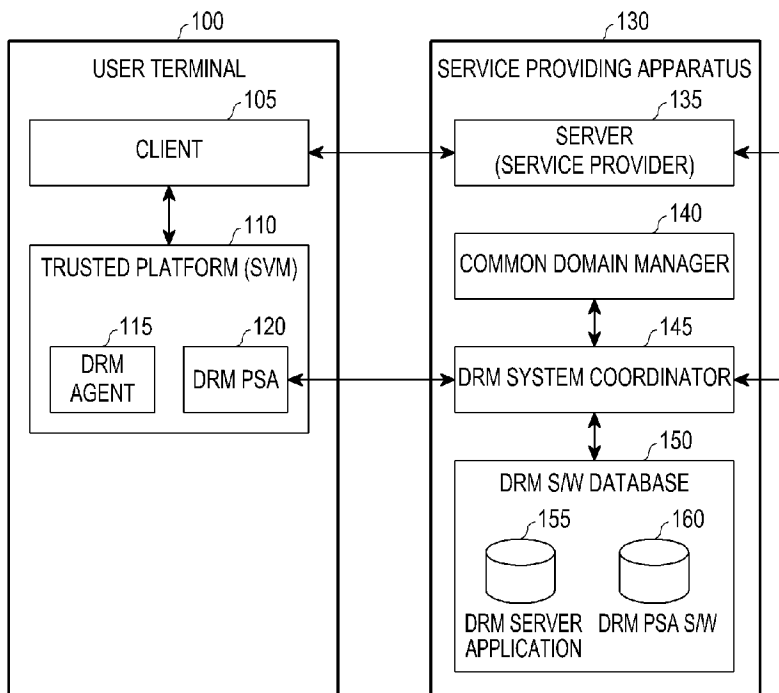 100
USER TERMINAL
105
CLIENT
110
TRUSTED PLATFORM (SVM)
115
DRM
AGENT
120
DRM PSA
130
SERVICE PROVIDING APPARATUS
135
SERVER
(SERVICE PROVIDER)
140
COMMON DOMAIN MANAGER
145
DRM SYSTEM COORDINATOR
150
DRM S/W DATABASE
155
DRM SERVER
APPLICATION
160
DRM PSA S/W